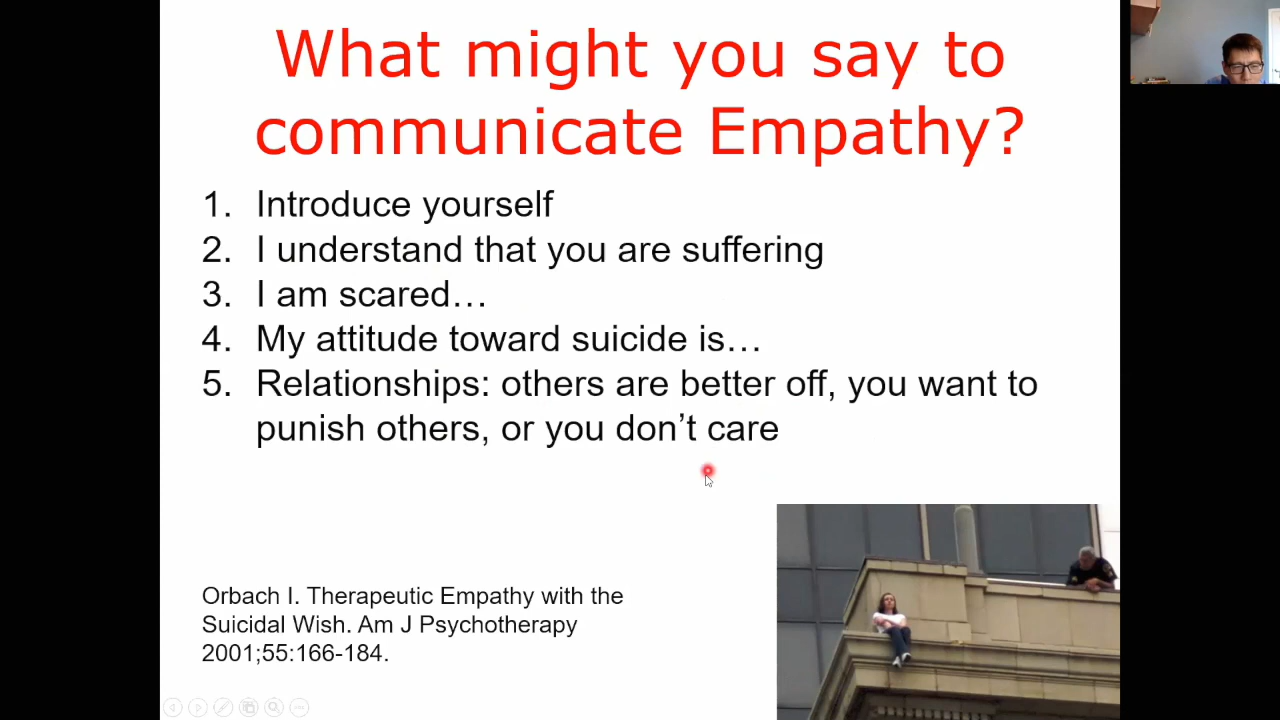 What might you say to
communicate Empathy?
1. Introduce yourself
2. I understand that you are suffering
3. I am scared…
4. My attitude toward suicide is…
5. Relationships: others are better off, you want to
punish others, or you don’t care
Orbach I. Therapeutic Empathy with the
Suicidal Wish. Am J Psychotherapy
2001;55:166-184.